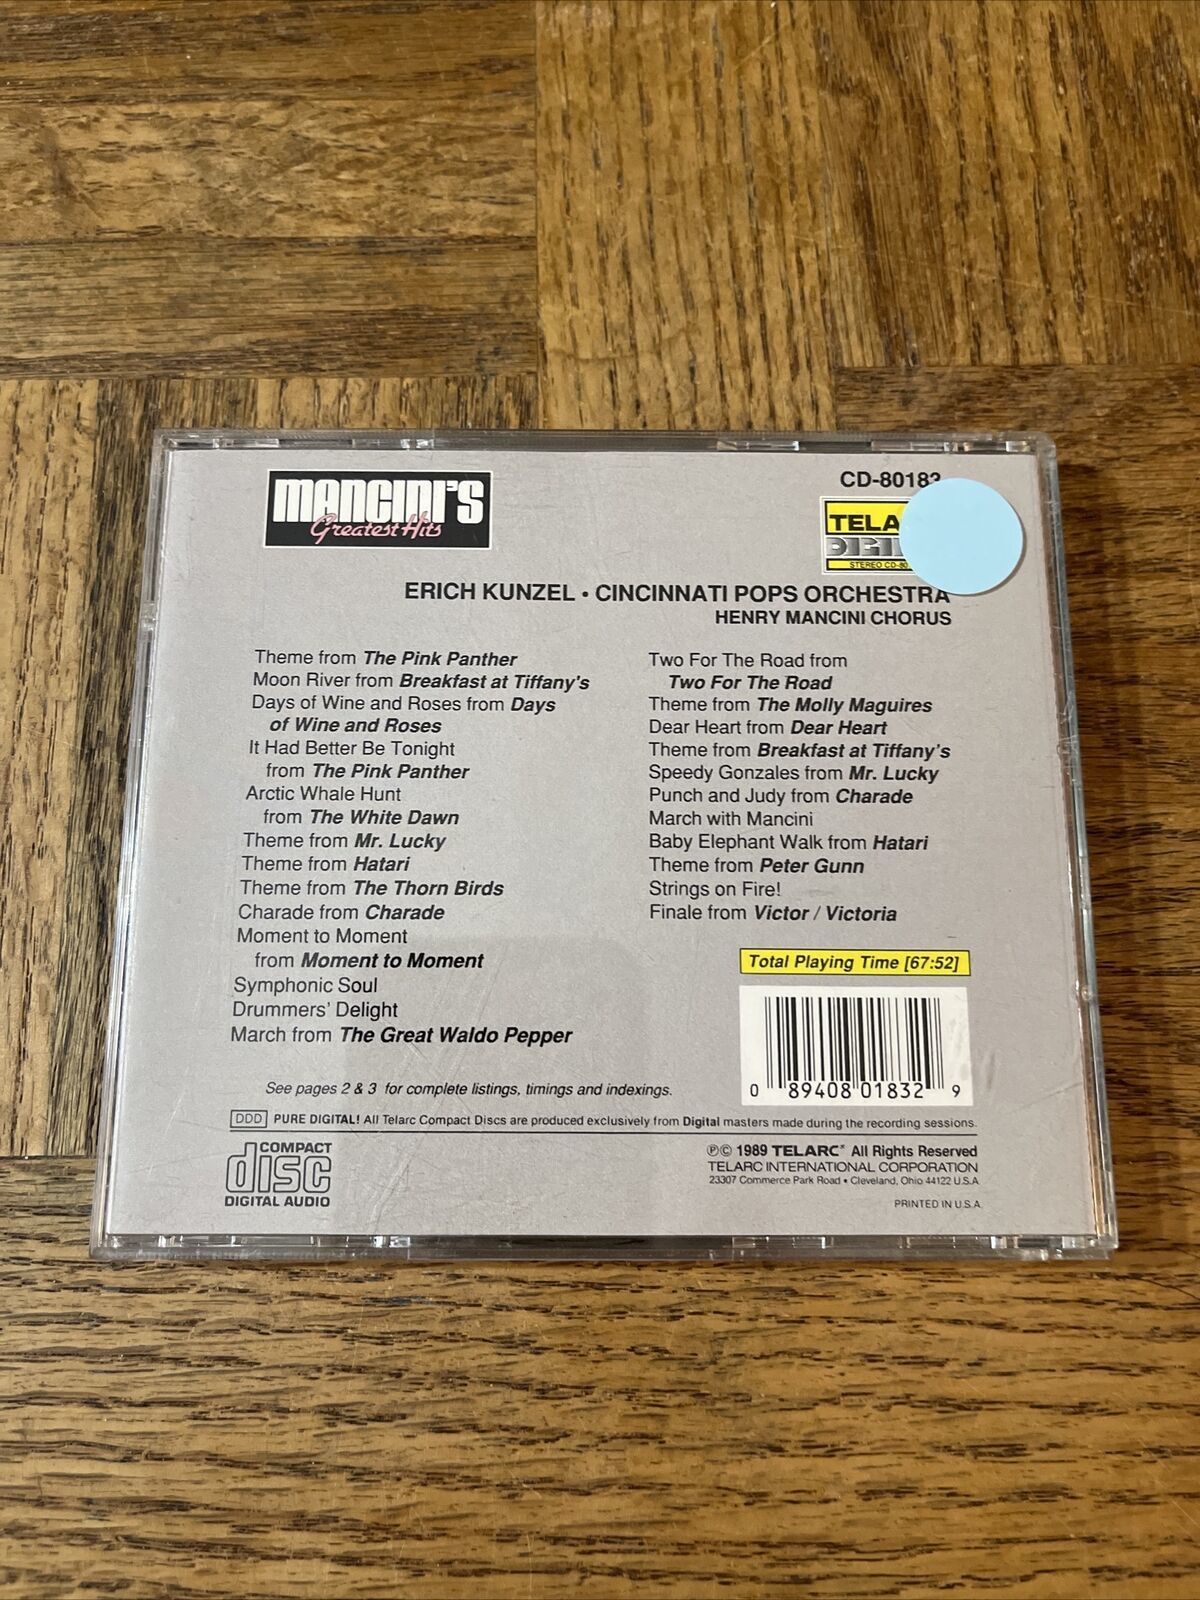 MANCINI'S
Greatest Hits
CD-80183
DIGITAL
STEREO
ERICH KUNZEL • CINCINNATI POPS ORCHESTRA
HENRY MANCINI CHORUS
Theme from The Pink Panther
Moon River from Breakfast at Tiffany's
Days of Wine and Roses from Days
of Wine and Roses
It Had Better Be Tonight
from The Pink Panther
Arctic Whale Hunt
from The White Dawn
Theme from Mr. Lucky
Theme from Hatari
Theme from The Thorn Birds
Charade from Charade
Moment to Moment
from Moment to Moment
Symphonic Soul
Drummers' Delight
March from The Great Waldo Pepper
Two For The Road from
Two For The Road
Theme from The Molly Maguires
Dear Heart from Dear Heart
Theme from Breakfast at Tiffany's
Speedy Gonzales from Mr. Lucky
Punch and Judy from Charade
March with Mancini
Baby Elephant Walk from Hatari
Theme from Peter Gunn
Strings on Fire!
Finale from Victor / Victoria
Total Playing Time [67:52]
0 89408 01832 9
See pages 2 & 3 for complete listings, timings and indexings.
DDD PURE DIGITAL! All Telarc Compact Discs are produced exclusively from Digital masters made during the recording sessions.
COMPACT
disc
DIGITAL AUDIO
℗© 1989 TELARC® All Rights Reserved
TELARC INTERNATIONAL CORPORATION
23307 Commerce Park Road • Cleveland, Ohio 44122 U.S.A
PRINTED IN U.S.A.